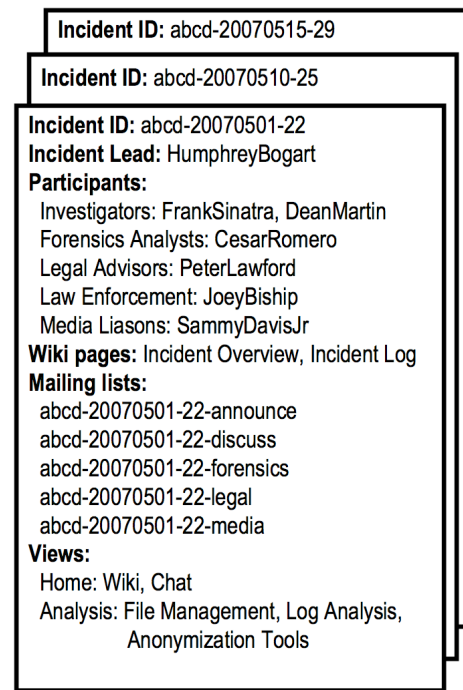 Incident ID: abcd-20070515-29
Incident ID: abcd-20070510-25
Incident ID: abcd-20070501-22
Incident Lead: HumphreyBogart
Participants:
Investigators: FrankSinatra, DeanMartin
Forensics Analysts: CesarRomero
Legal Advisors: PeterLawford
Law Enforcement: JoeyBiship
Media Liasons: SammyDavisJr
Wiki pages: Incident Overview, Incident Log
Mailing lists:
abcd-20070501-22-announce
abcd-20070501-22-discuss
abcd-20070501-22-forensics
abcd-20070501-22-legal
abcd-20070501-22-media
Views:
Home: Wiki, Chat
Analysis: File Management, Log Analysis,
Anonymization Tools